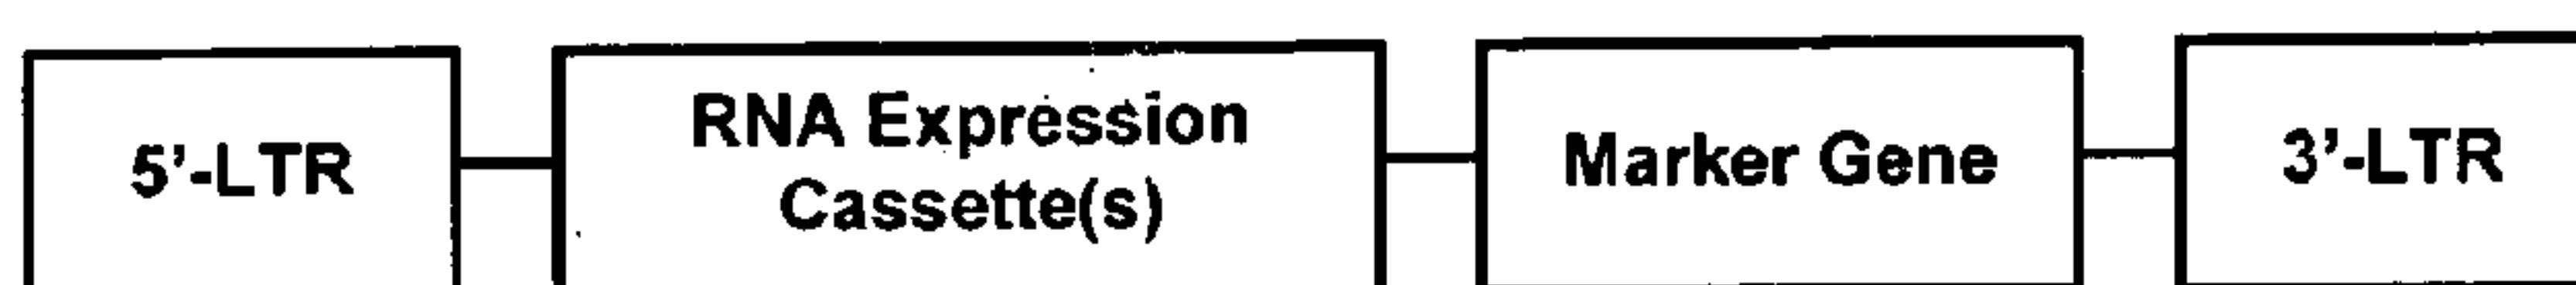 5'-LTR
RNA Expression
Cassette(s)
Marker Gene
3'-LTR